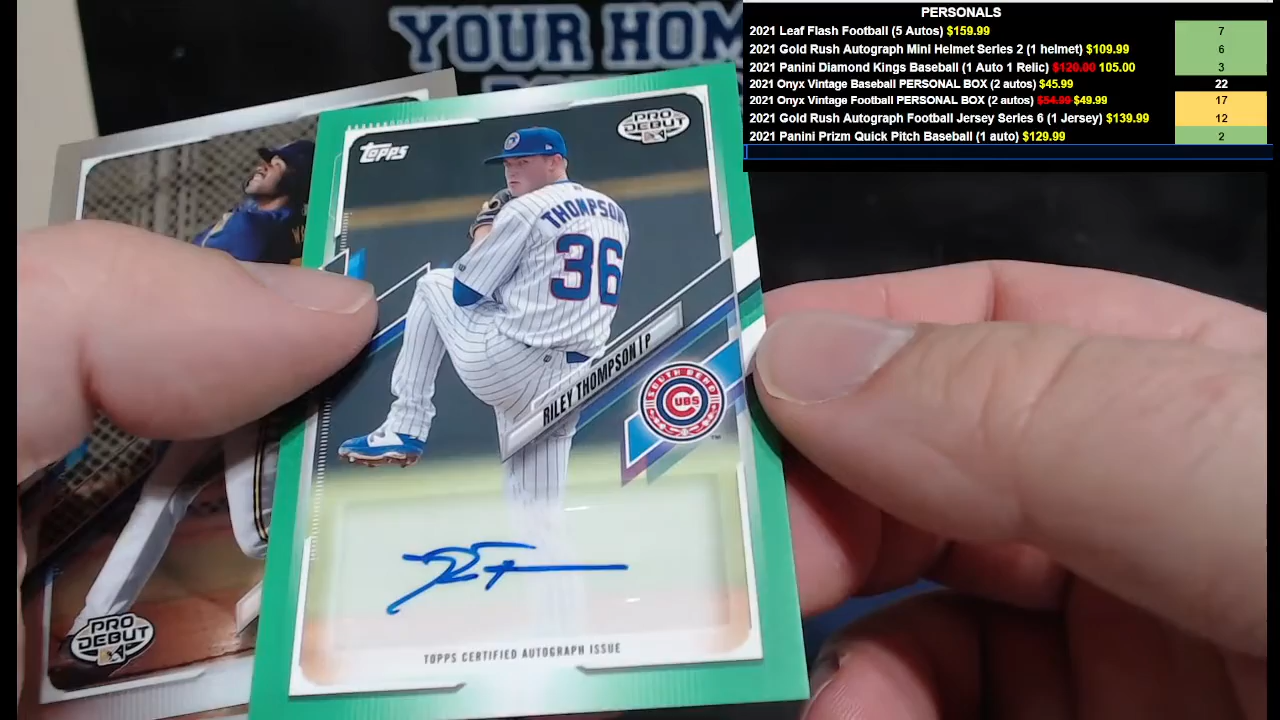 YOUR HOM
PERSONALS
2021 Leaf Flash Football (5 Autos) $159.99 7
2021 Gold Rush Autograph Mini Helmet Series 2 (1 helmet) $109.99 6
2021 Panini Diamond Kings Baseball (1 Auto 1 Relic) $120.00 105.00 3
2021 Onyx Vintage Baseball PERSONAL BOX (2 autos) $45.99 22
2021 Onyx Vintage Football PERSONAL BOX (2 autos) $54.99 $49.99 17
2021 Gold Rush Autograph Football Jersey Series 6 (1 Jersey) $139.99 12
2021 Panini Prizm Quick Pitch Baseball (1 auto) $129.99 2
Topps
PRO DEBUT
THOMPSON
36
RILEY THOMPSON | P
SOUTH BEND
CUBS
TM
TOPPS CERTIFIED AUTOGRAPH ISSUE
PRO
DEBUT